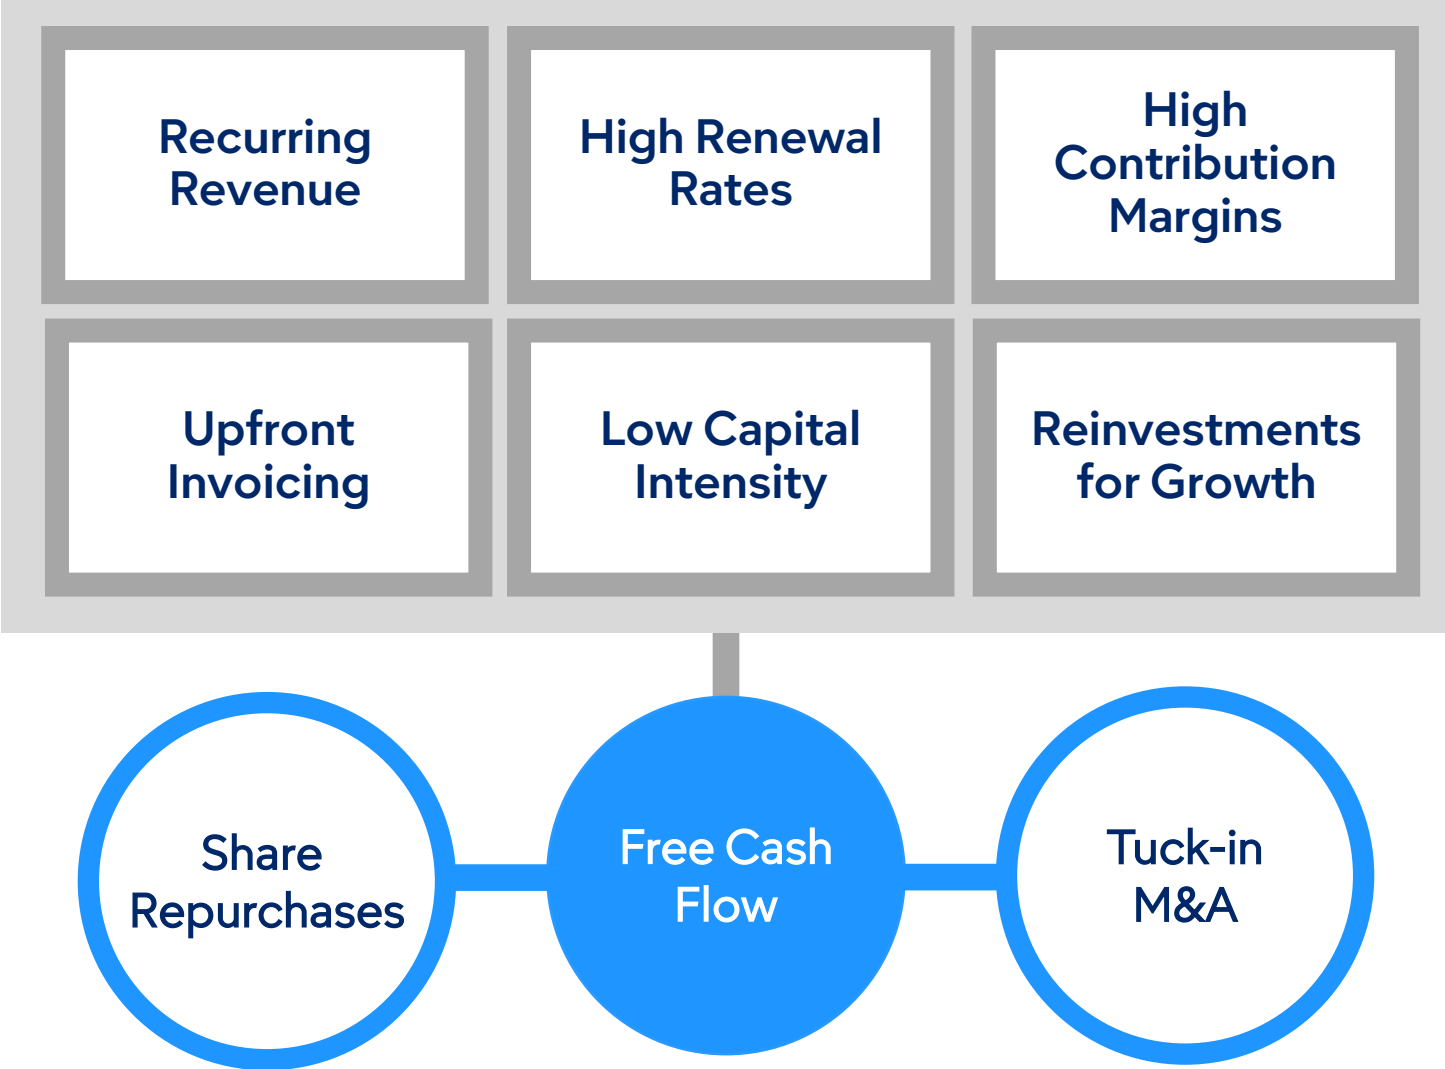 Recurring
Revenue
High Renewal
Rates
High
Contribution
Margins
Upfront
Invoicing
Low Capital
Intensity
Reinvestments
for Growth
Share
Repurchases
Free Cash
Flow
Tuck-in
M&A